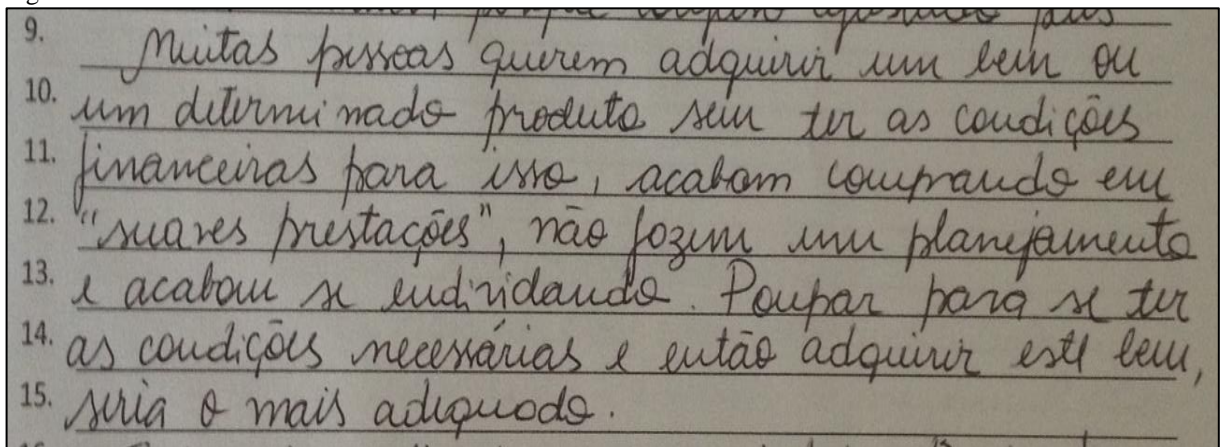 9. Muitas pessoas querem adquirir um bem ou
10. um determinado produto sem ter as condições
11. financeiras para isso, acabam comprando em
12. "suaves prestações", não fazem um planejamento
13. e acabam se endividando. Poupar para se ter
14. as condições necessárias e então adquirir este bem,
15. seria o mais adequado.